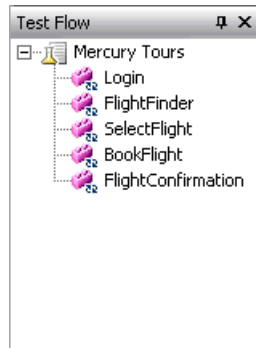 Test Flow
Mercury Tours
Login
FlightFinder
SelectFlight
BookFlight
FlightConfirmation